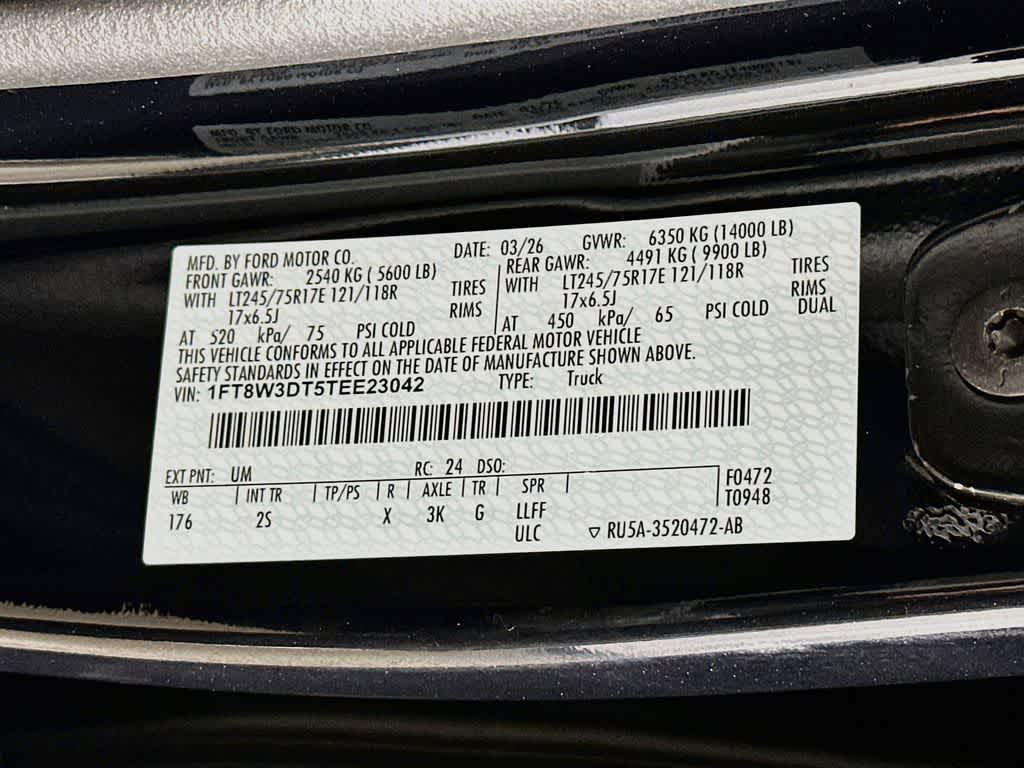 MFD. BY FORD MOTOR CO.
MFD. BY FORD MOTOR CO. DATE: 03/26 GVWR: 6350 KG (14000 LB)
FRONT GAWR: 2540 KG ( 5600 LB) REAR GAWR: 4491 KG ( 9900 LB)
WITH LT245/75R17E 121/118R TIRES WITH LT245/75R17E 121/118R TIRES
17x6.5J RIMS 17x6.5J RIMS
AT 520 kPa/ 75 PSI COLD AT 450 kPa/ 65 PSI COLD DUAL
THIS VEHICLE CONFORMS TO ALL APPLICABLE FEDERAL MOTOR VEHICLE
SAFETY STANDARDS IN EFFECT ON THE DATE OF MANUFACTURE SHOWN ABOVE.
VIN: 1FT8W3DT5TEE23042 TYPE: Truck
EXT PNT: UM RC: 24 DSO:
WB INT TR TP/PS R AXLE TR SPR F0472
176 2S X 3K G LLFF T0948
ULC ▽ RU5A-3520472-AB